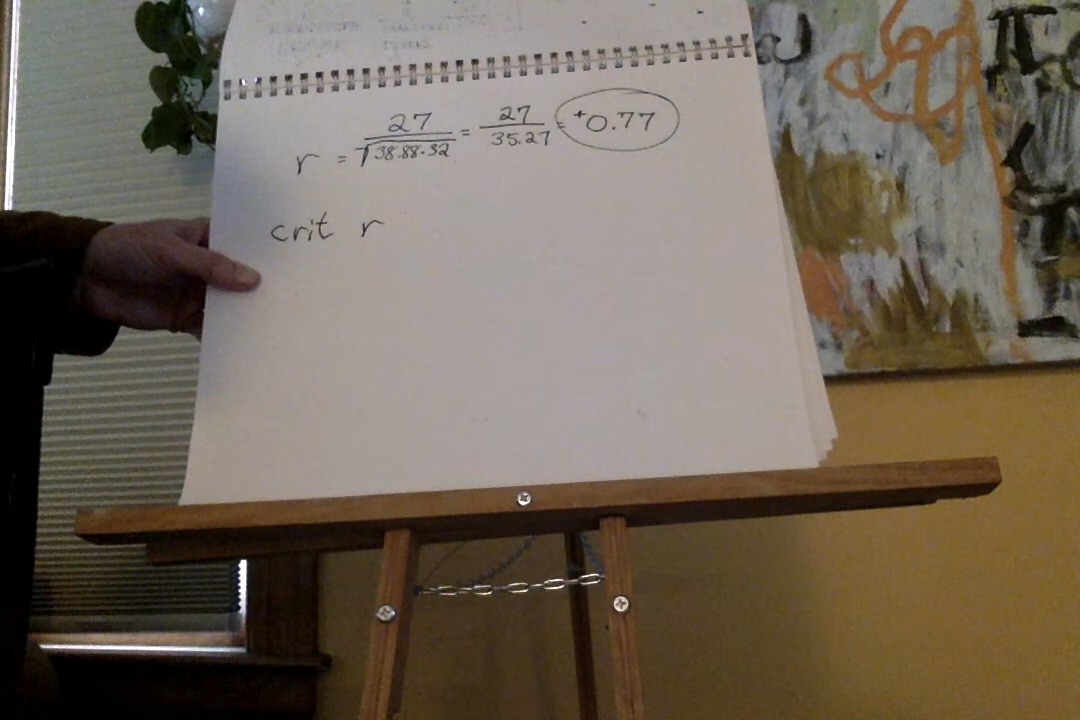 r = 27/√38.88·32 = 27/35.27 = +0.77
crit r